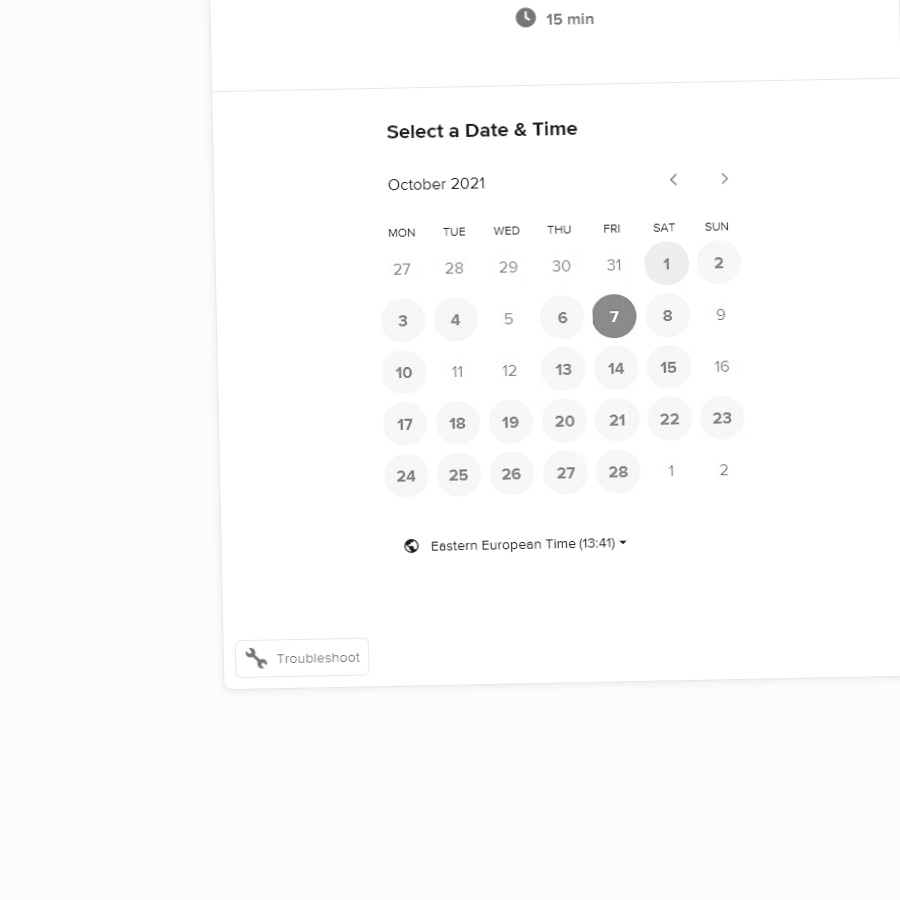 15 min
Select a Date & Time
October 2021
MON TUE WED THU FRI SAT SUN
27 28 29 30 31 1 2
3 4 5 6 7 8 9
10 11 12 13 14 15 16
17 18 19 20 21 22 23
24 25 26 27 28 1 2
Eastern European Time (13:41)
Troubleshoot